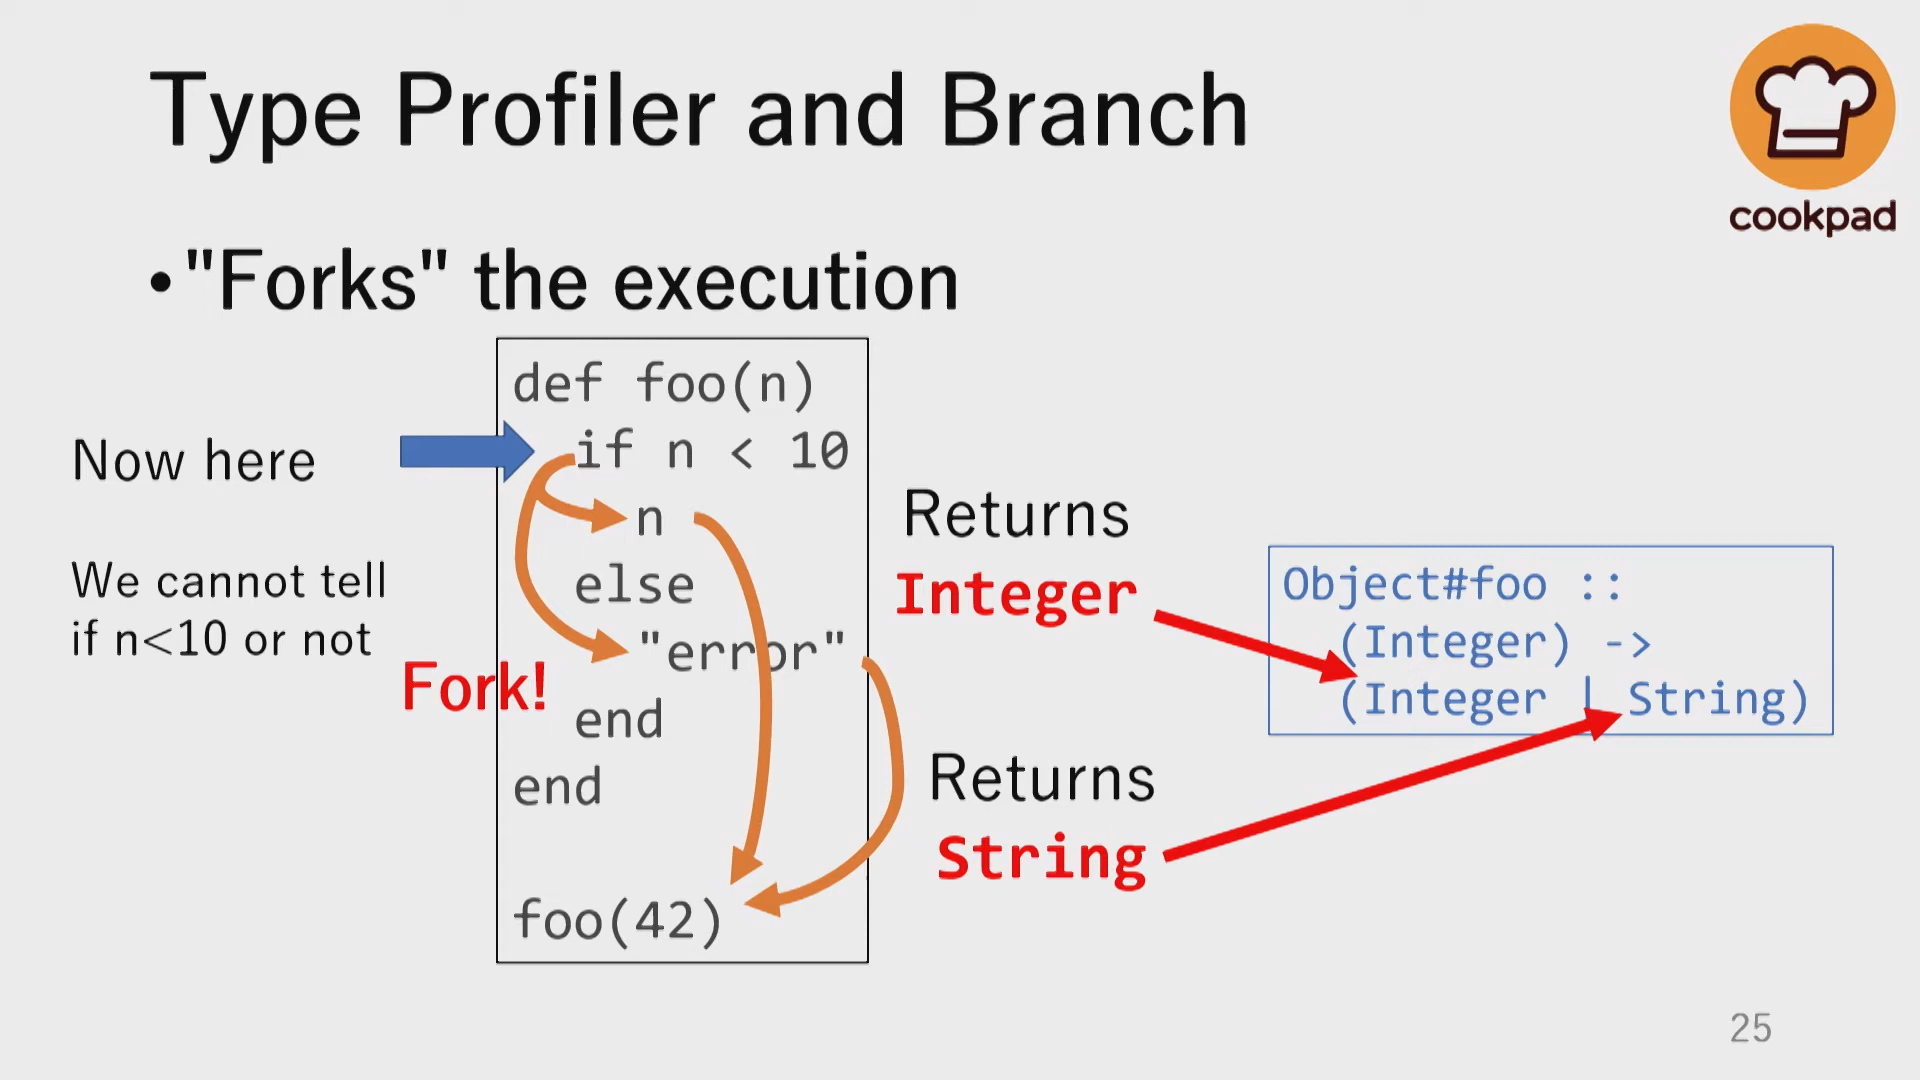 Type Profiler and Branch
cookpad
•"Forks" the execution
Now here
We cannot tell
if n<10 or not
Fork!
def foo(n)
  if n < 10
    n
  else
    "error"
  end
end
foo(42)
Returns
Integer
Returns
String
Object#foo ::
  (Integer) ->
  (Integer | String)
25